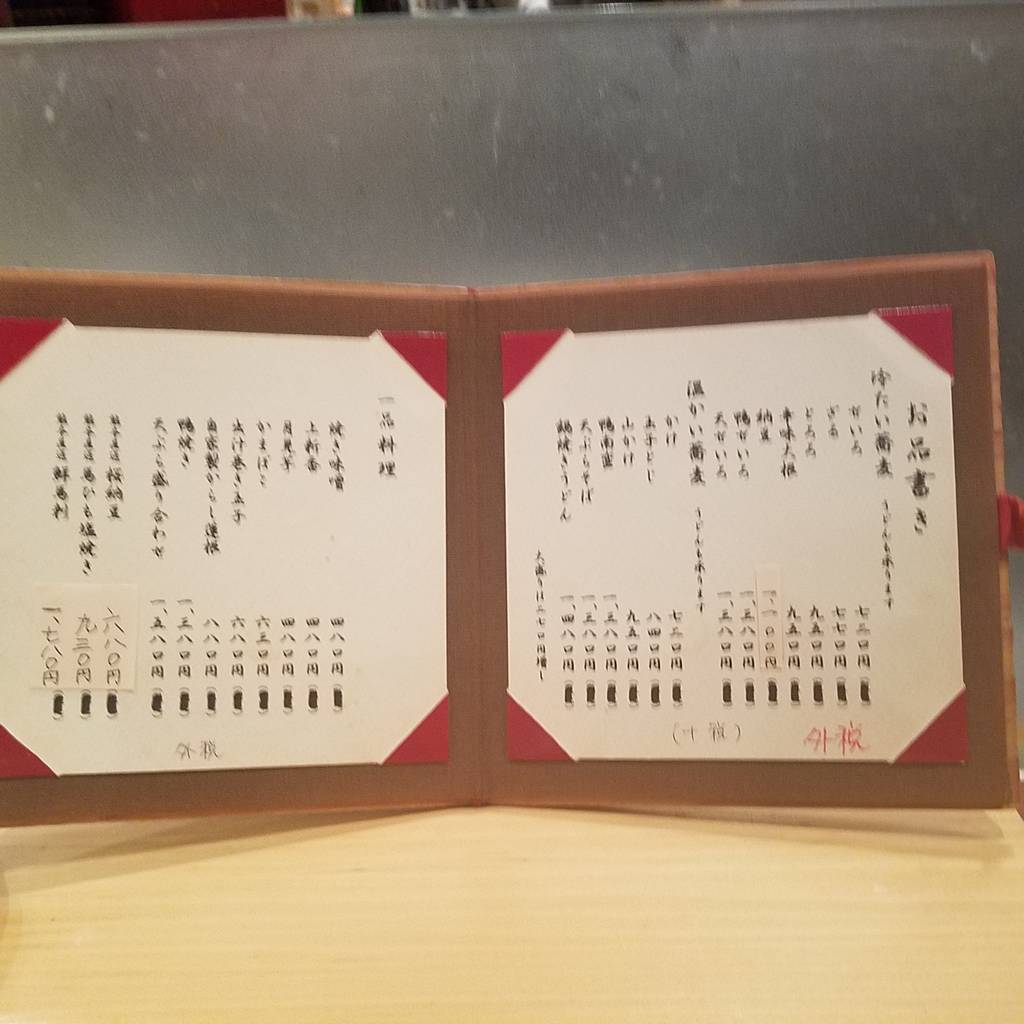 お品書き
冷たい蕎麦 うどんも承ります
せいろ 七三〇円
ざる 七七〇円
とろろ 九五〇円
辛味大根 九五〇円
納豆 一、一〇〇円
鴨せいろ 一、三八〇円
天せいろ 一、三八〇円
外税
温かい蕎麦 うどんも承ります
かけ 七三〇円
玉子とじ 八四〇円
山かけ 九五〇円
鴨南蛮 一、三八〇円
天ぷらそば 一、三八〇円
鍋焼きうどん 一、四八〇円
大盛りは三七〇円増し
一品料理
焼き味噌 四八〇円
上新香 四八〇円
月見芋 四八〇円
かまぼこ 六三〇円
出汁巻き玉子 六八〇円
自家製からし蓮根 八八〇円
鴨焼き 一、三八〇円
天ぷら盛り合わせ 一、五八〇円
桜納豆 六八〇円
馬ひも塩焼き 九三〇円
鮮馬刺 一、七八〇円
外税